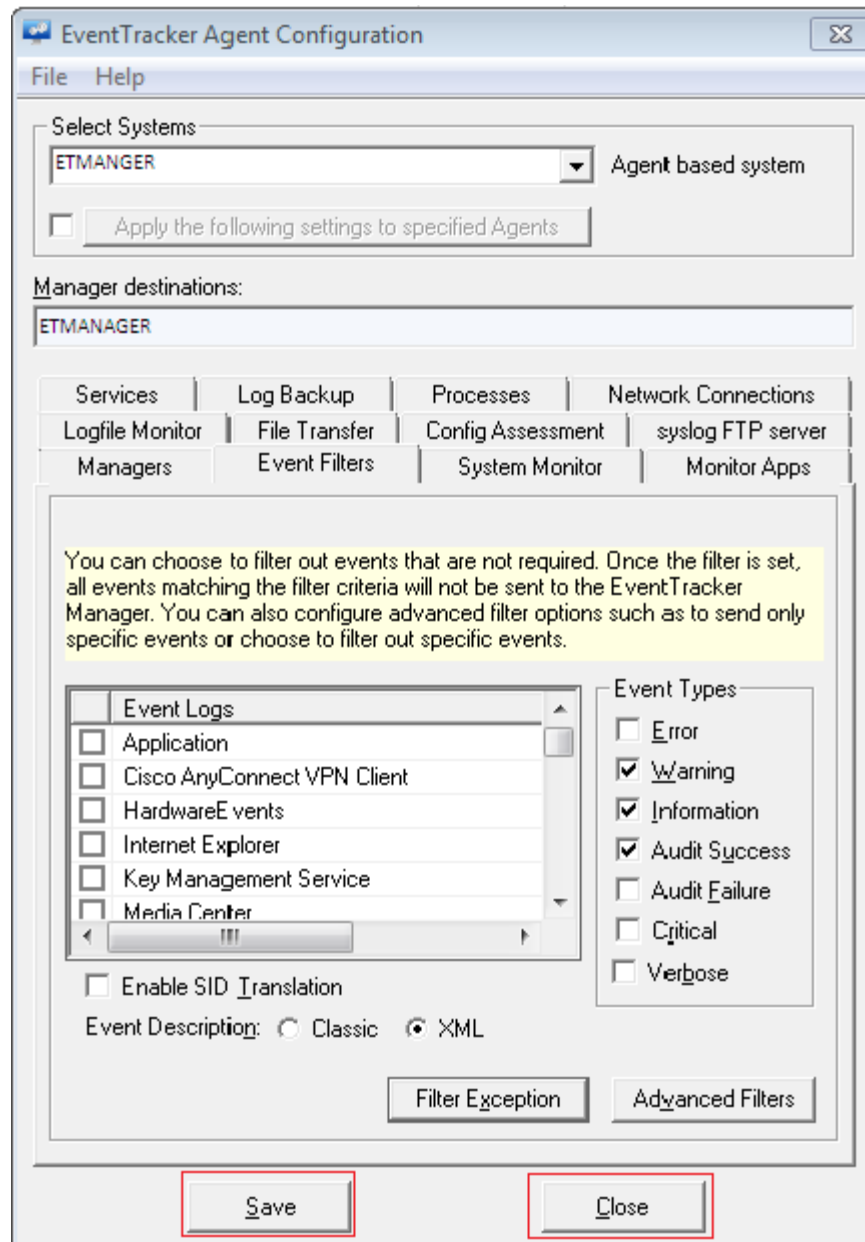 EventTracker Agent Configuration
File Help
Select Systems
ETMANGER
Agent based system
Apply the following settings to specified Agents
Manager destinations:
ETMANAGER
Services Log Backup Processes Network Connections
Logfile Monitor File Transfer Config Assessment syslog FTP server
Managers Event Filters System Monitor Monitor Apps
You can choose to filter out events that are not required. Once the filter is set,
all events matching the filter criteria will not be sent to the EventTracker
Manager. You can also configure advanced filter options such as to send only
specific events or choose to filter out specific events.
Event Logs
Application
Cisco AnyConnect VPN Client
HardwareEvents
Internet Explorer
Key Management Service
Media Center
Event Types
Error
Warning
Information
Audit Success
Audit Failure
Critical
Verbose
Enable SID Translation
Event Description: Classic XML
Filter Exception Advanced Filters
Save Close